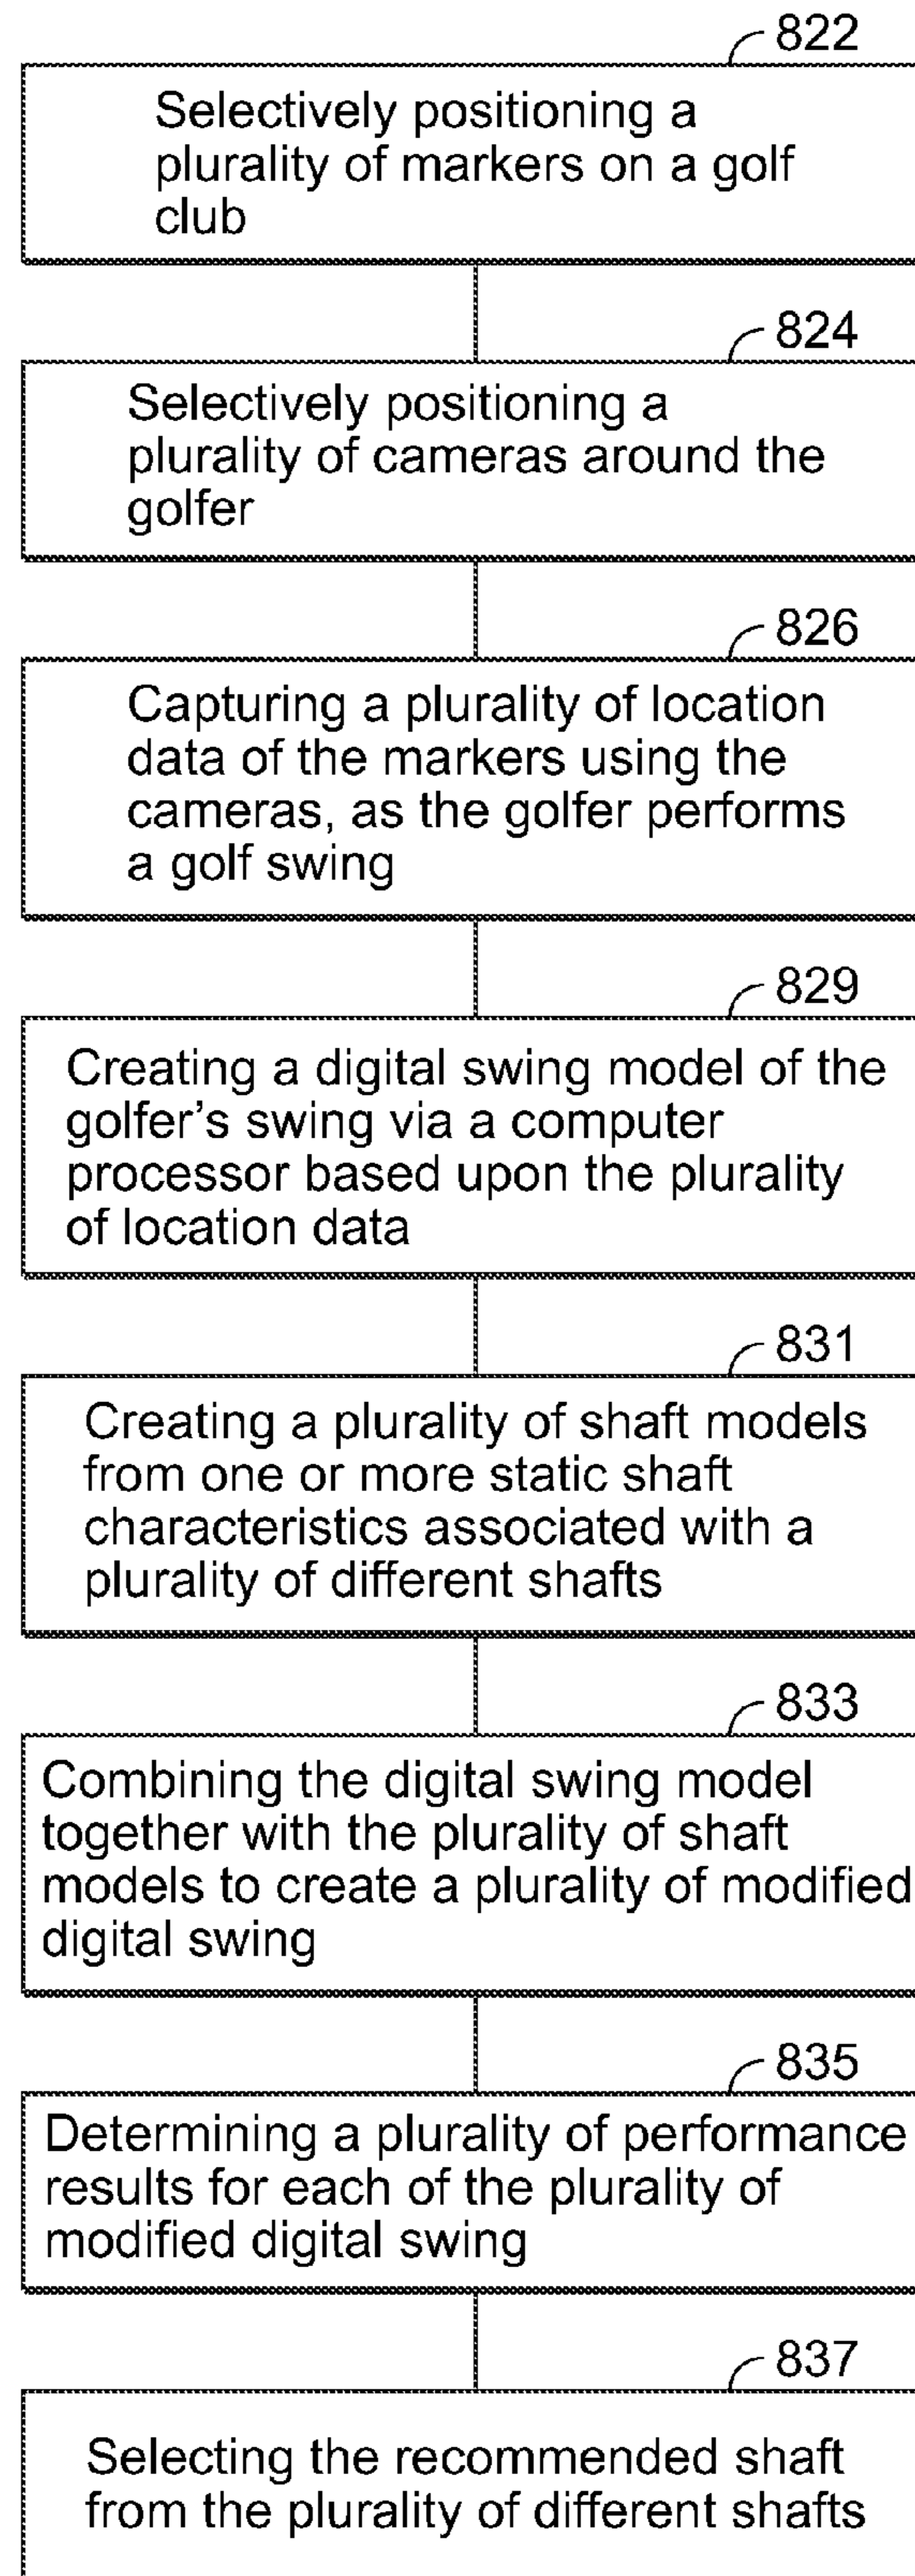 822
Selectively positioning a
plurality of markers on a golf
club
824
Selectively positioning a
plurality of cameras around the
golfer
826
Capturing a plurality of location
data of the markers using the
cameras, as the golfer performs
a golf swing
829
Creating a digital swing model of the
golfer's swing via a computer
processor based upon the plurality
of location data
831
Creating a plurality of shaft models
from one or more static shaft
characteristics associated with a
plurality of different shafts
833
Combining the digital swing model
together with the plurality of shaft
models to create a plurality of modified
digital swing
835
Determining a plurality of performance
results for each of the plurality of
modified digital swing
837
Selecting the recommended shaft
from the plurality of different shafts